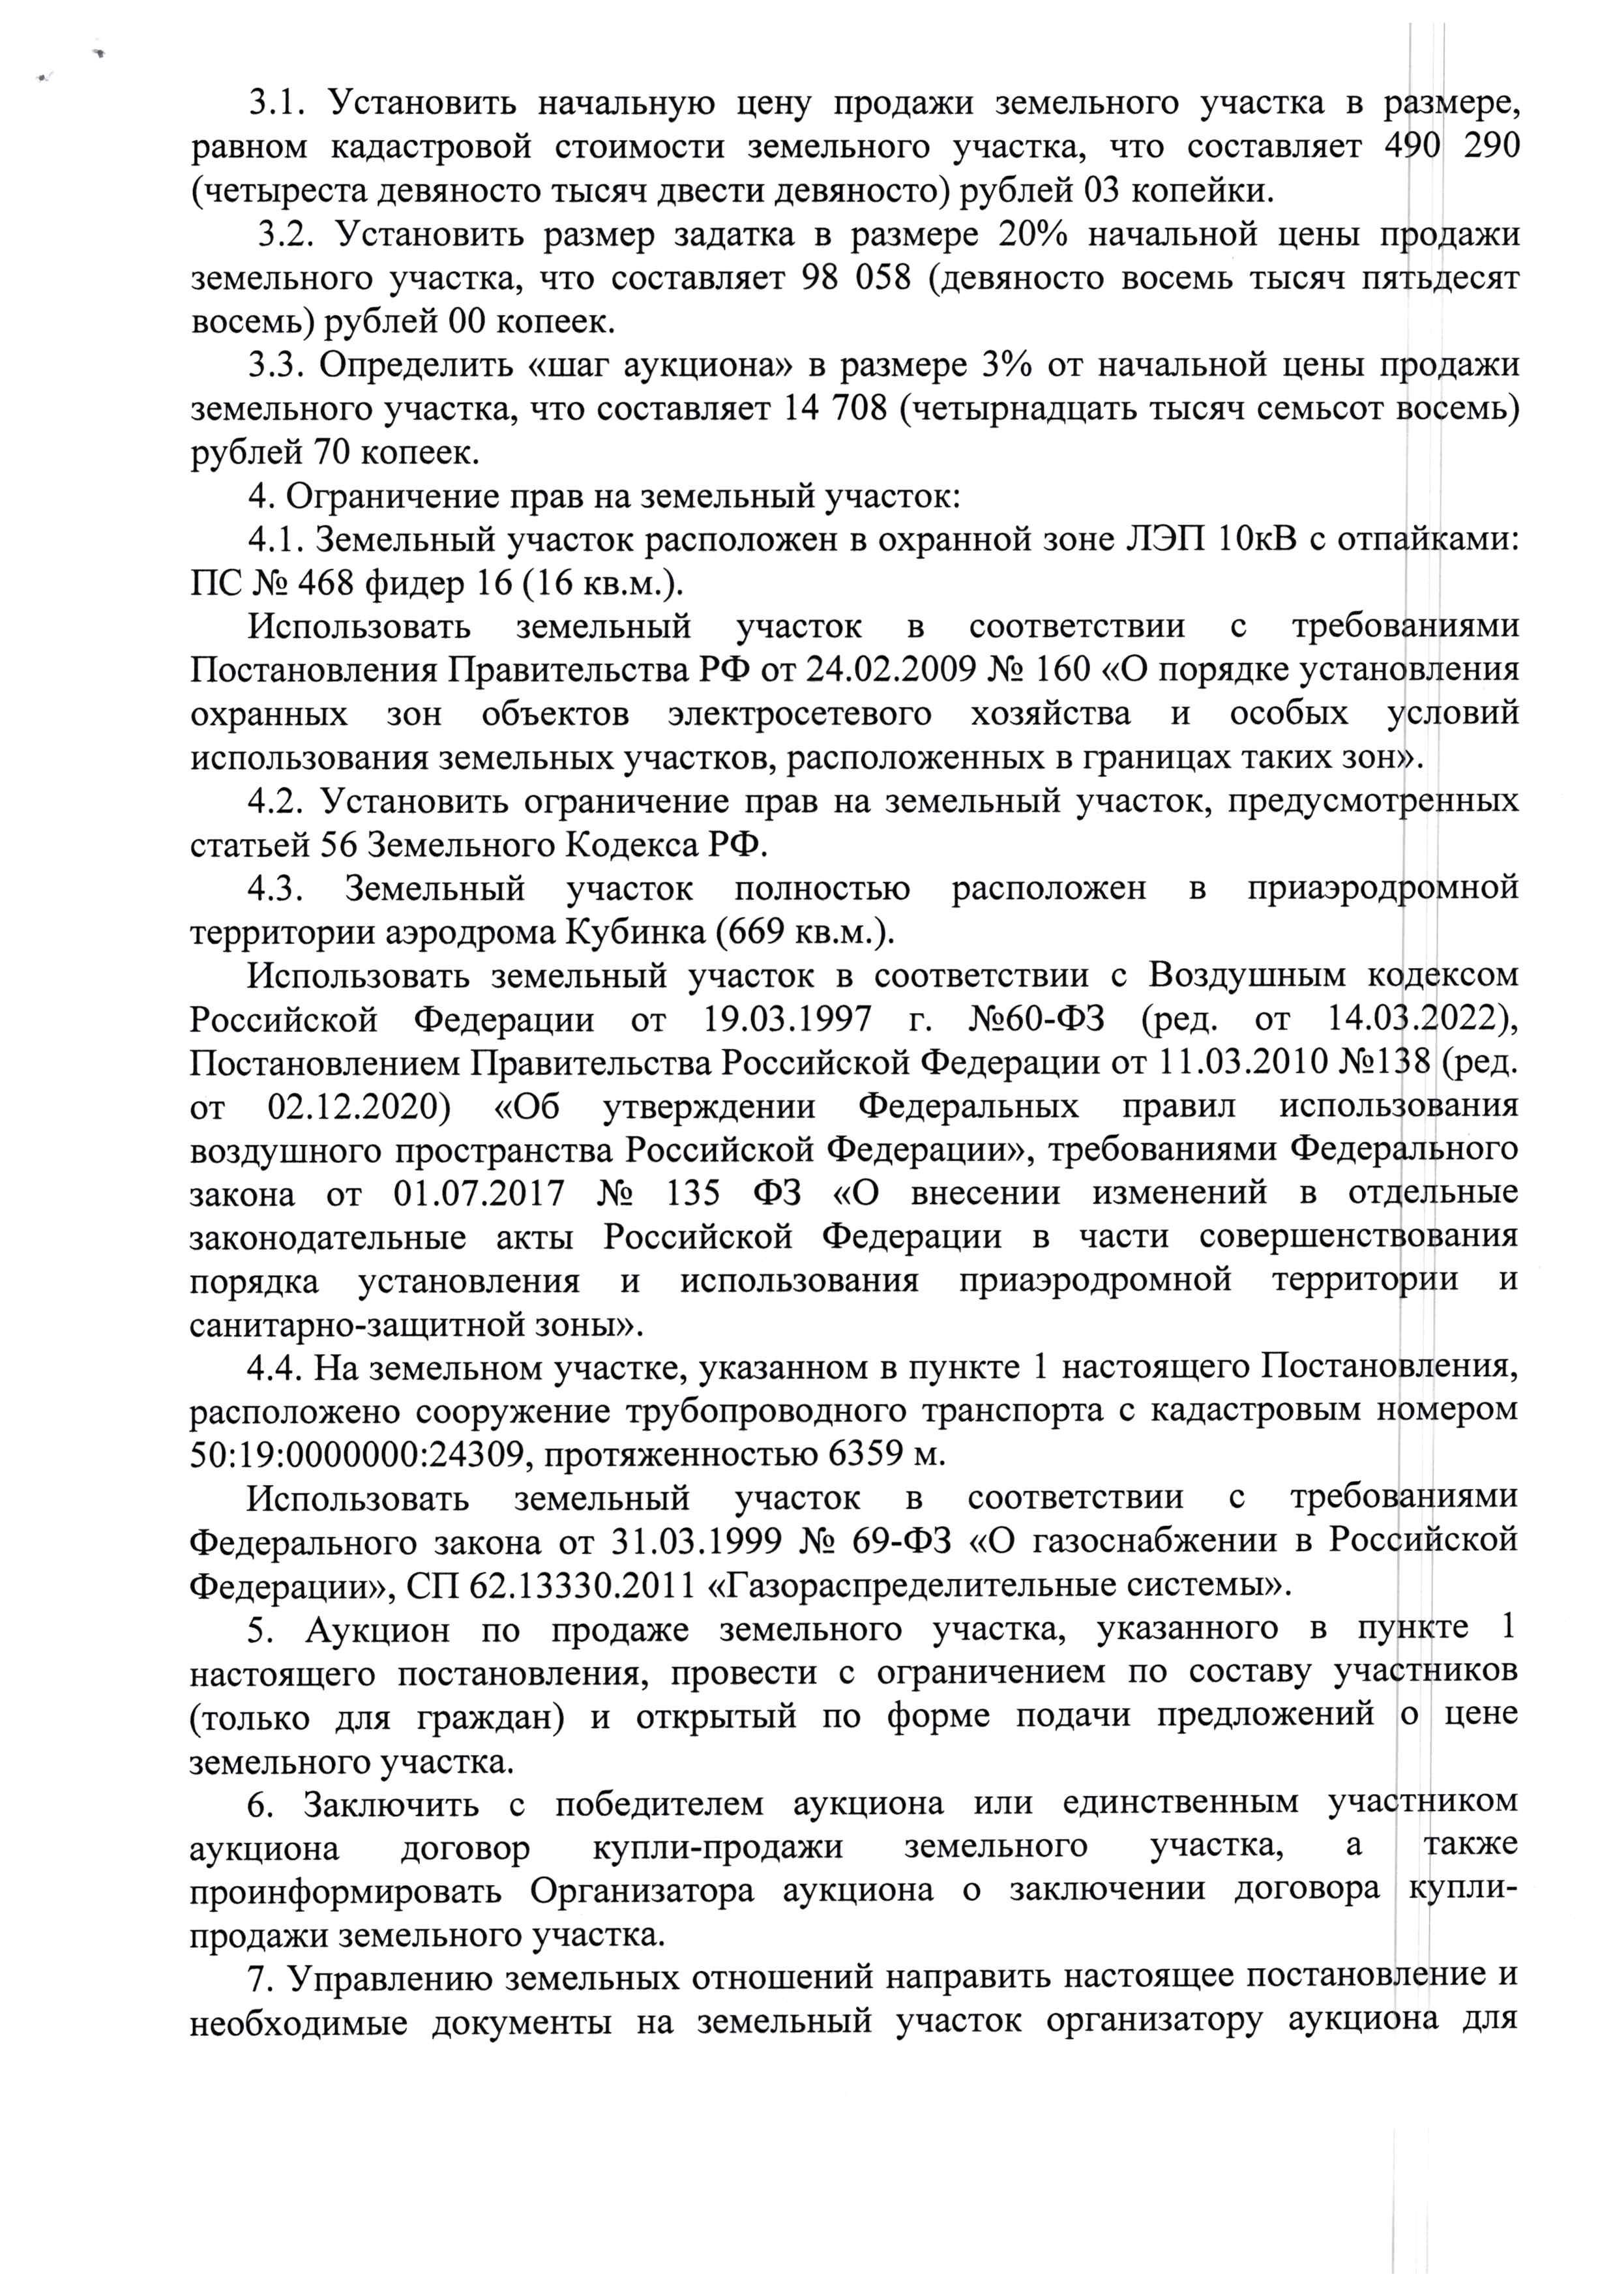 3.1. Установить начальную цену продажи земельного участка в размере,
равном кадастровой стоимости земельного участка, что составляет 490 290
(четыреста девяносто тысяч двести девяносто) рублей 03 копейки.
3.2. Установить размер задатка в размере 20% начальной цены продажи
земельного участка, что составляет 98 058 (девяносто восемь тысяч пятьдесят
восемь) рублей 00 копеек.
3.3. Определить «шаг аукциона» в размере 3% от начальной цены продажи
земельного участка, что составляет 14 708 (четырнадцать тысяч семьсот восемь)
рублей 70 копеек.
4. Ограничение прав на земельный участок:
4.1. Земельный участок расположен в охранной зоне ЛЭП 10кВ с отпайками:
ПС № 468 фидер 16 (16 кв.м.).
Использовать земельный участок в соответствии с требованиями
Постановления Правительства РФ от 24.02.2009 № 160 «О порядке установления
охранных зон объектов электросетевого хозяйства и особых условий
использования земельных участков, расположенных в границах таких зон».
4.2. Установить ограничение прав на земельный участок, предусмотренных
статьей 56 Земельного Кодекса РФ.
4.3. Земельный участок полностью расположен в приаэродромной
территории аэродрома Кубинка (669 кв.м.).
Использовать земельный участок в соответствии с Воздушным кодексом
Российской Федерации от 19.03.1997 г. №60-ФЗ (ред. от 14.03.2022),
Постановлением Правительства Российской Федерации от 11.03.2010 №138 (ред.
от 02.12.2020) «Об утверждении Федеральных правил использования
воздушного пространства Российской Федерации», требованиями Федерального
закона от 01.07.2017 № 135 ФЗ «О внесении изменений в отдельные
законодательные акты Российской Федерации в части совершенствования
порядка установления и использования приаэродромной территории и
санитарно-защитной зоны».
4.4. На земельном участке, указанном в пункте 1 настоящего Постановления,
расположено сооружение трубопроводного транспорта с кадастровым номером
50:19:0000000:24309, протяженностью 6359 м.
Использовать земельный участок в соответствии с требованиями
Федерального закона от 31.03.1999 № 69-ФЗ «О газоснабжении в Российской
Федерации», СП 62.13330.2011 «Газораспределительные системы».
5. Аукцион по продаже земельного участка, указанного в пункте 1
настоящего постановления, провести с ограничением по составу участников
(только для граждан) и открытый по форме подачи предложений о цене
земельного участка.
6. Заключить с победителем аукциона или единственным участником
аукциона договор купли-продажи земельного участка, а также
проинформировать Организатора аукциона о заключении договора купли-
продажи земельного участка.
7. Управлению земельных отношений направить настоящее постановление и
необходимые документы на земельный участок организатору аукциона для